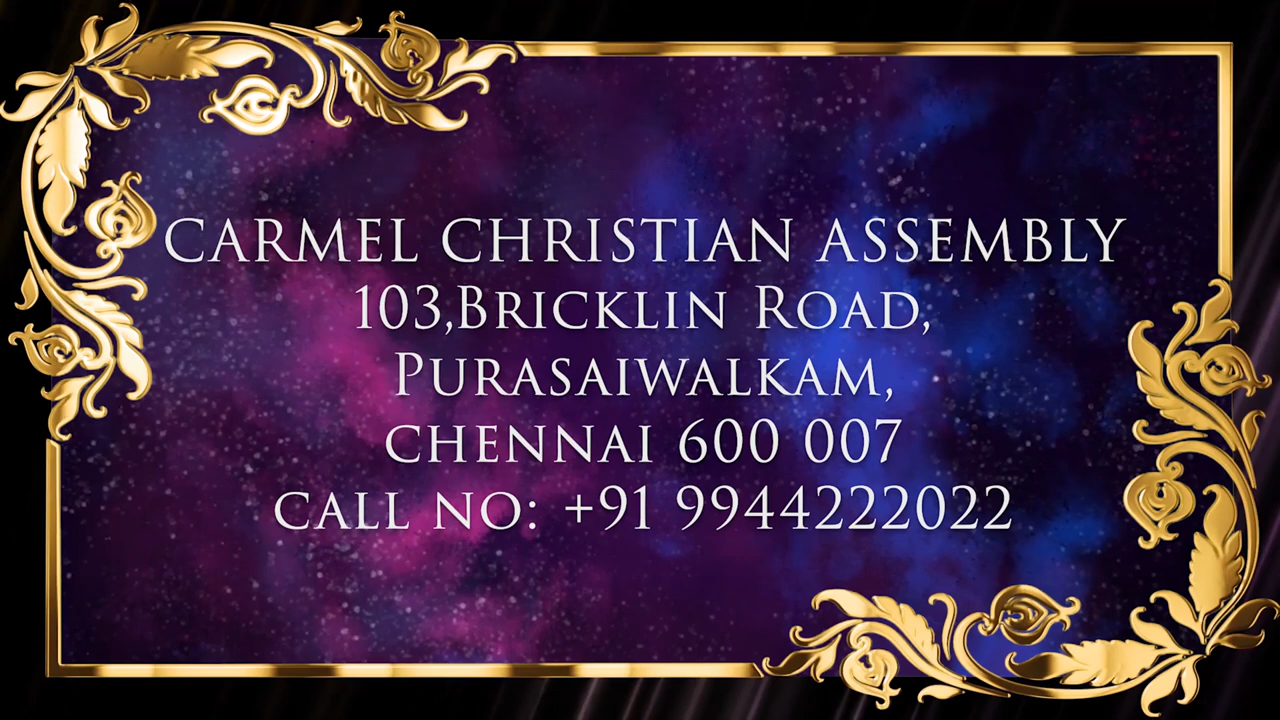 CARMEL CHRISTIAN ASSEMBLY
103,Bricklin Road,
Purasaiwalkam,
chennai 600 007
call no: +91 9944222022